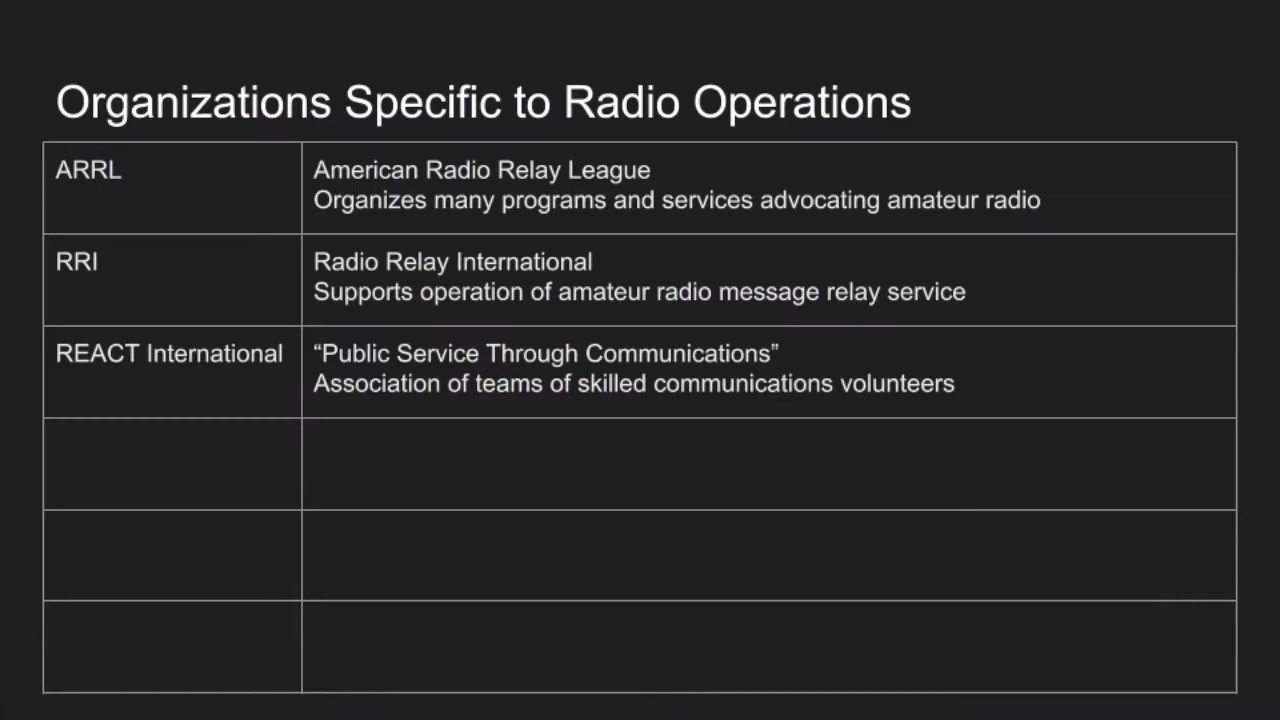 Organizations Specific to Radio Operations
ARRL
American Radio Relay League
Organizes many programs and services advocating amateur radio
RRI
Radio Relay International
Supports operation of amateur radio message relay service
REACT International
“Public Service Through Communications”
Association of teams of skilled communications volunteers